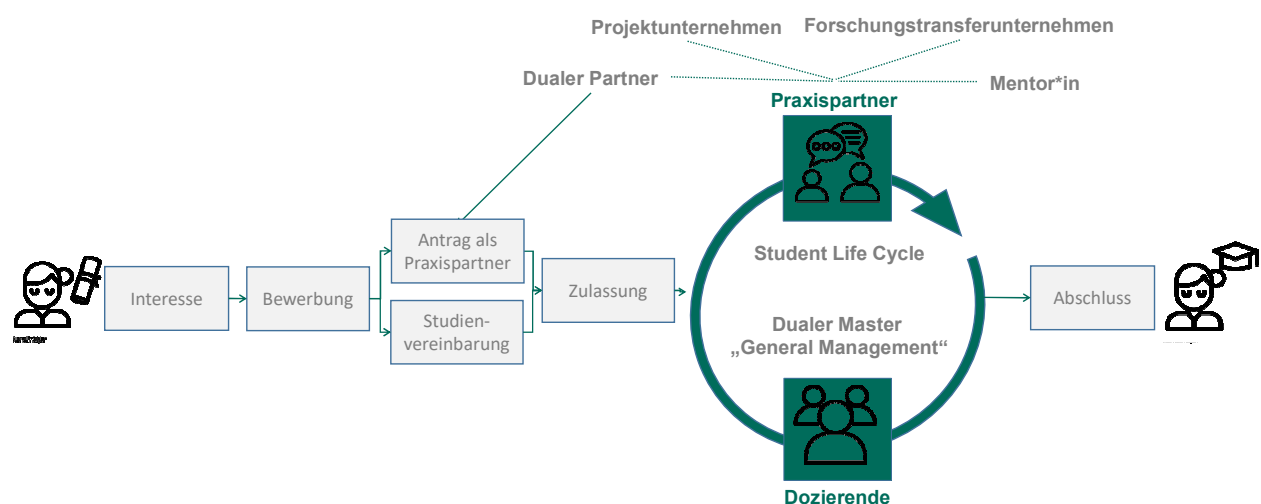 Projektunternehmen
Forschungstransferunternehmen
Dualer Partner
Mentor*in
Praxispartner
Antrag als
Praxispartner
Student Life Cycle
Interesse
Bewerbung
Zulassung
Abschluss
Studien-
vereinbarung
Dualer Master
„General Management“
Dozierende